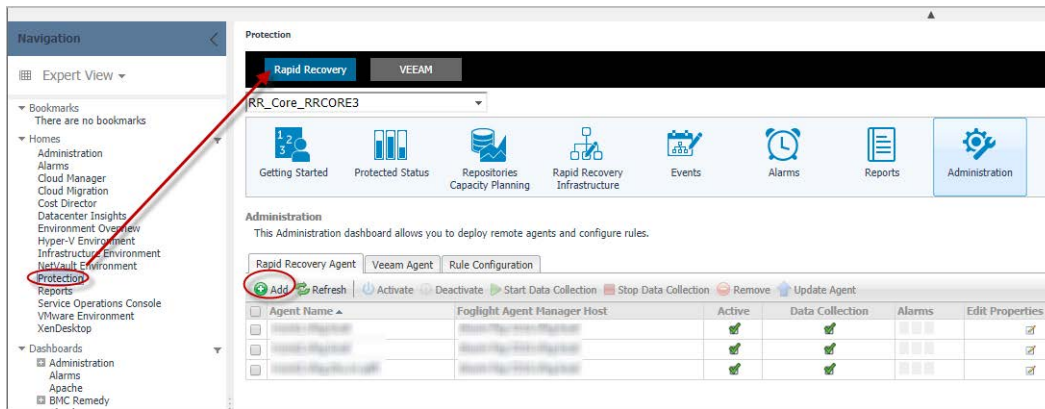 Navigation
Expert View
Bookmarks
There are no bookmarks
Homes
Administration
Alarms
Cloud Manager
Cloud Migration
Cost Director
Datacenter Insights
Environment Overview
Hyper-V Environment
Infrastructure Environment
NetVault Environment
Protection
Reports
Service Operations Console
VMware Environment
XenDesktop
Dashboards
Administration
Alarms
Apache
BMC Remedy
Protection
Rapid Recovery VEEAM
RR_Core_RRCORE3
1 2 3
Getting Started Protected Status Repositories Capacity Planning Rapid Recovery Infrastructure Events Alarms Reports Administration
Administration
This Administration dashboard allows you to deploy remote agents and configure rules.
Rapid Recovery Agent Veeam Agent Rule Configuration
Add Refresh Activate Deactivate Start Data Collection Stop Data Collection Remove Update Agent
Agent Name Foglight Agent Manager Host Active Data Collection Alarms Edit Properties